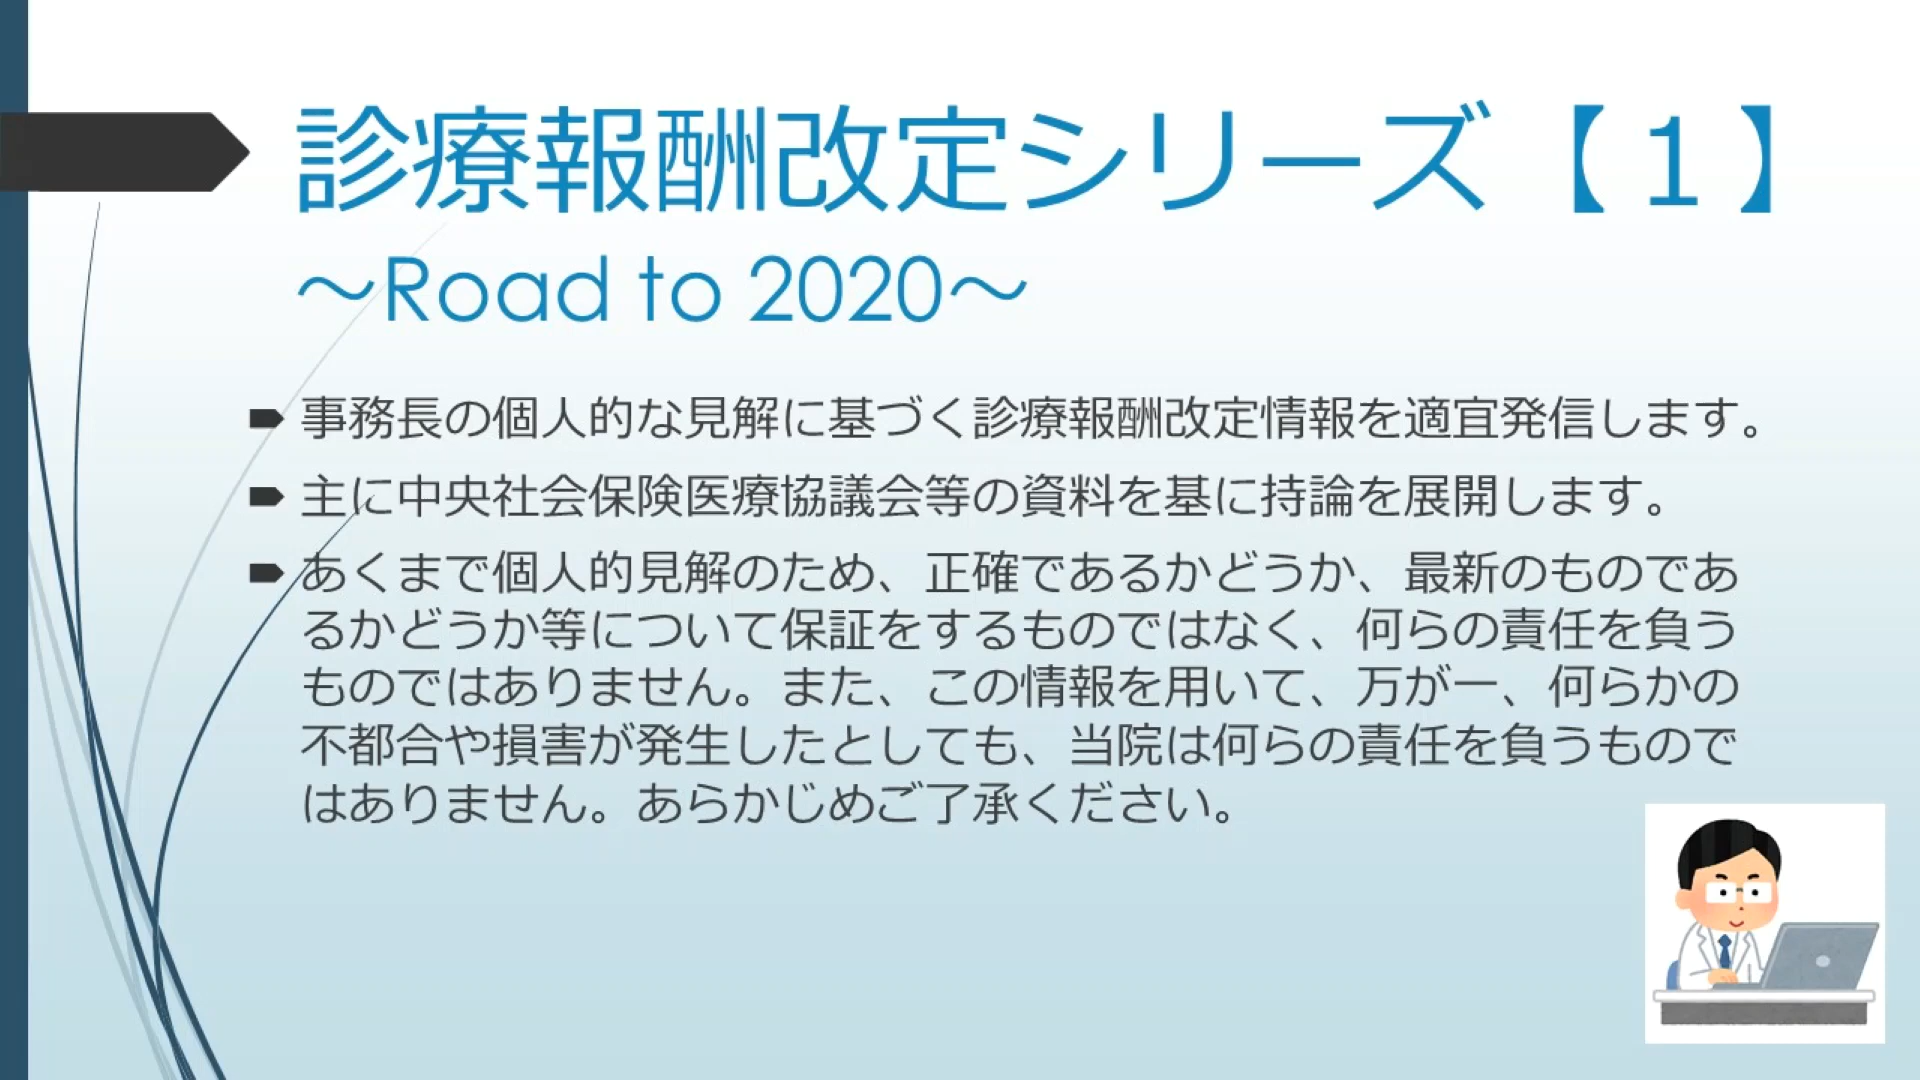 診療報酬改定シリーズ【１】
～Road to 2020～
事務長の個人的な見解に基づく診療報酬改定情報を適宜発信します。
主に中央社会保険医療協議会等の資料を基に持論を展開します。
あくまで個人的見解のため、正確であるかどうか、最新のものであ
るかどうか等について保証をするものではなく、何らの責任を負う
ものではありません。また、この情報を用いて、万が一、何らかの
不都合や損害が発生したとしても、当院は何らの責任を負うもので
はありません。あらかじめご了承ください。